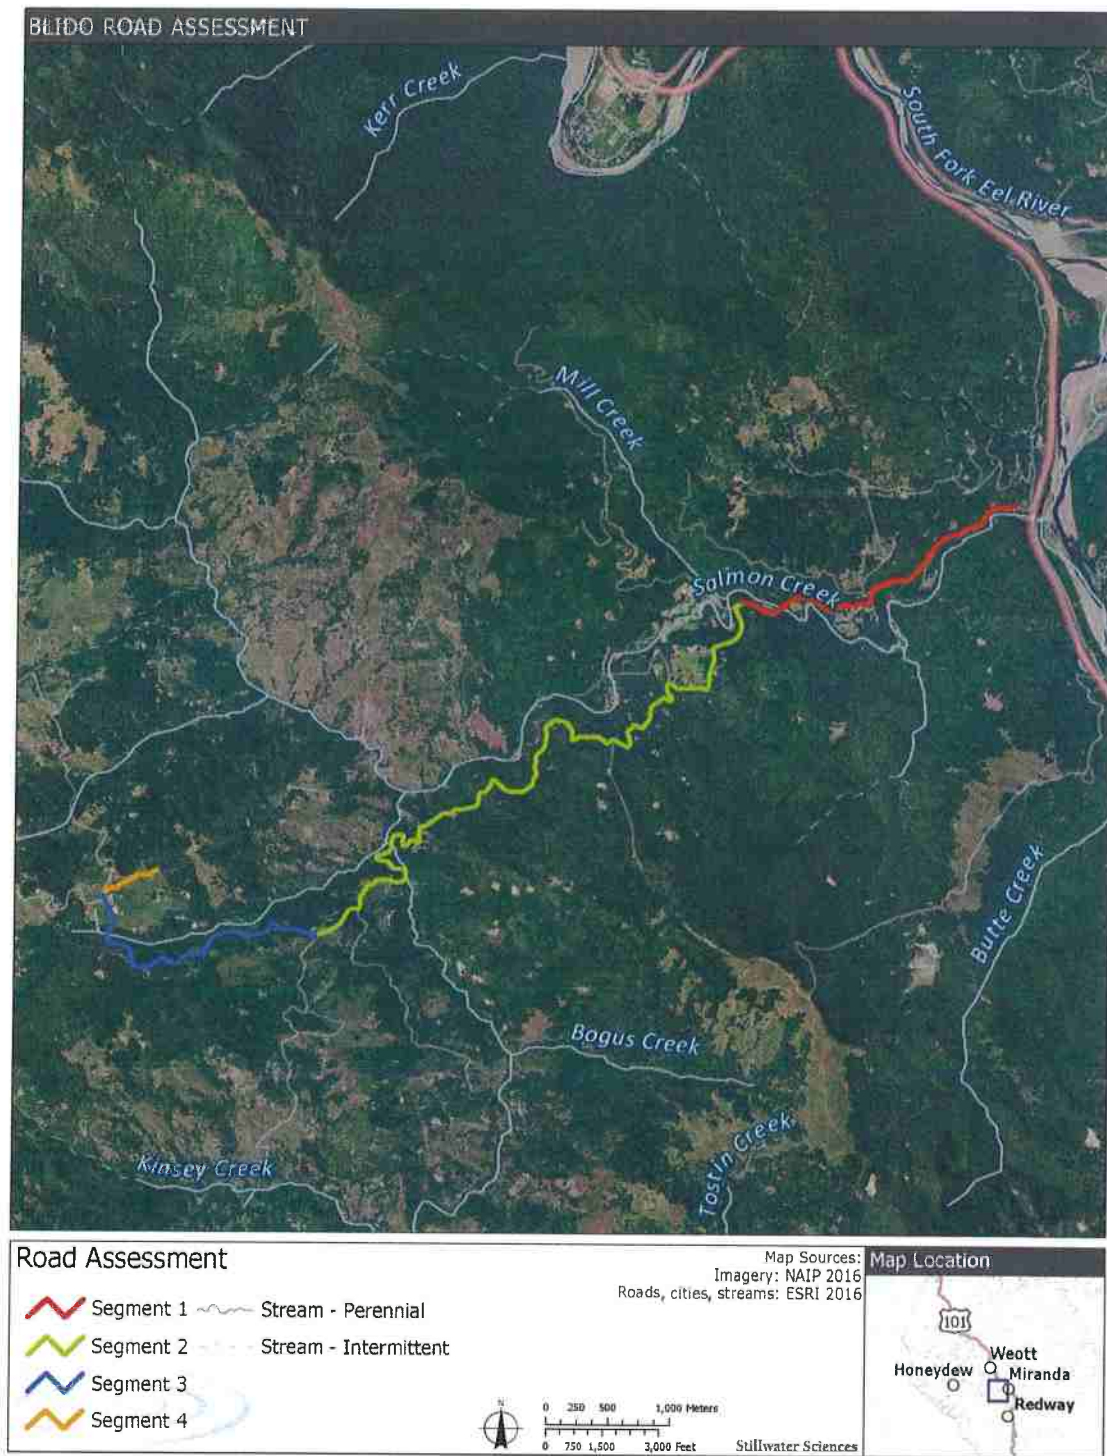 BLIDO ROAD ASSESSMENT
Kerr Creek
South Fork Eel River
Mill Creek
Salmon Creek
Butte Creek
Bogus Creek
Tostin Creek
Kinsey Creek
Road Assessment
Segment 1
Segment 2
Segment 3
Segment 4
Stream - Perennial
Stream - Intermittent
Map Sources:
Imagery: NAIP 2016
Roads, cities, streams: ESRI 2016
N
0 250 500 1,000 Meters
0 750 1,500 3,000 Feet
Stillwater Sciences
Map Location
101
Weott
Honeydew
Miranda
Redway